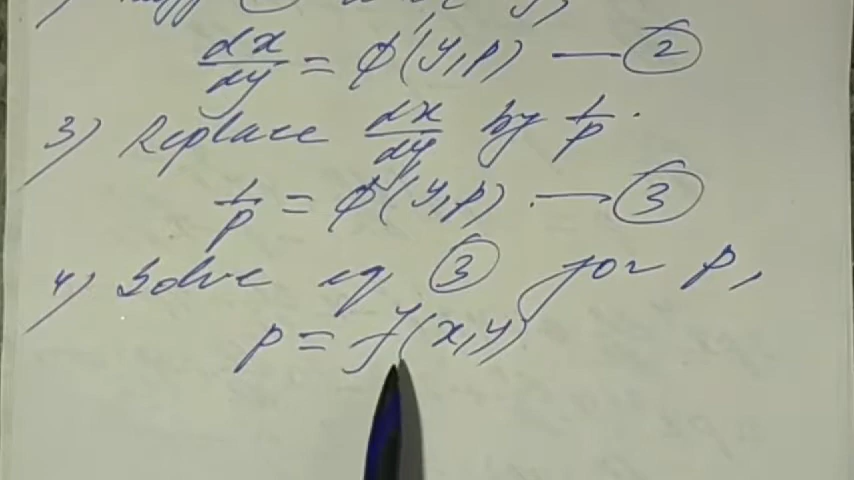 dx/dy = ϕ'(y,p) — ②
3) Replace dx/dy by 1/p.
1/p = ϕ'(y,p). — ③
4) Solve eq ③ for p,
p = f(x,y)